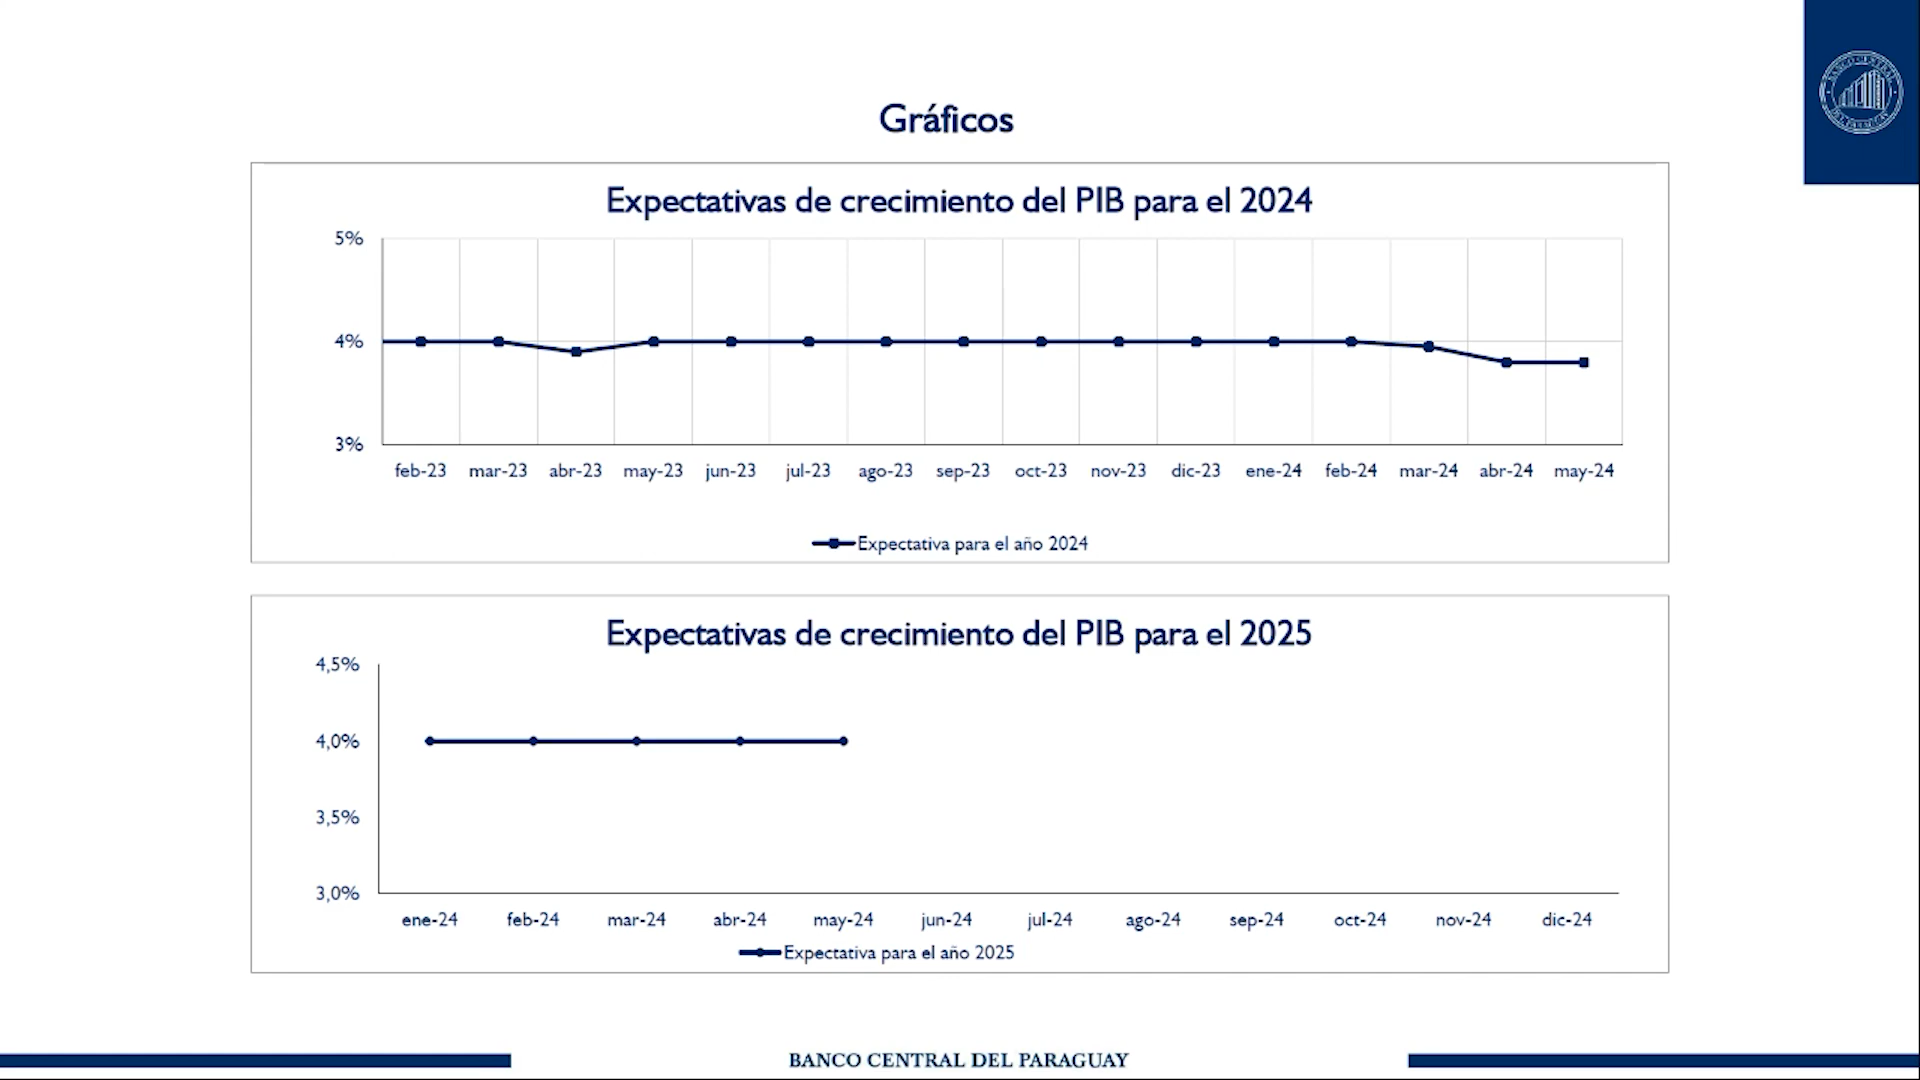 BANCO CENTRAL
DEL PARAGUAY
Gráficos
Expectativas de crecimiento del PIB para el 2024
5%
4%
3%
feb-23 mar-23 abr-23 may-23 jun-23 jul-23 ago-23 sep-23 oct-23 nov-23 dic-23 ene-24 feb-24 mar-24 abr-24 may-24
Expectativa para el año 2024
Expectativas de crecimiento del PIB para el 2025
4,5%
4,0%
3,5%
3,0%
ene-24 feb-24 mar-24 abr-24 may-24 jun-24 jul-24 ago-24 sep-24 oct-24 nov-24 dic-24
Expectativa para el año 2025
BANCO CENTRAL DEL PARAGUAY